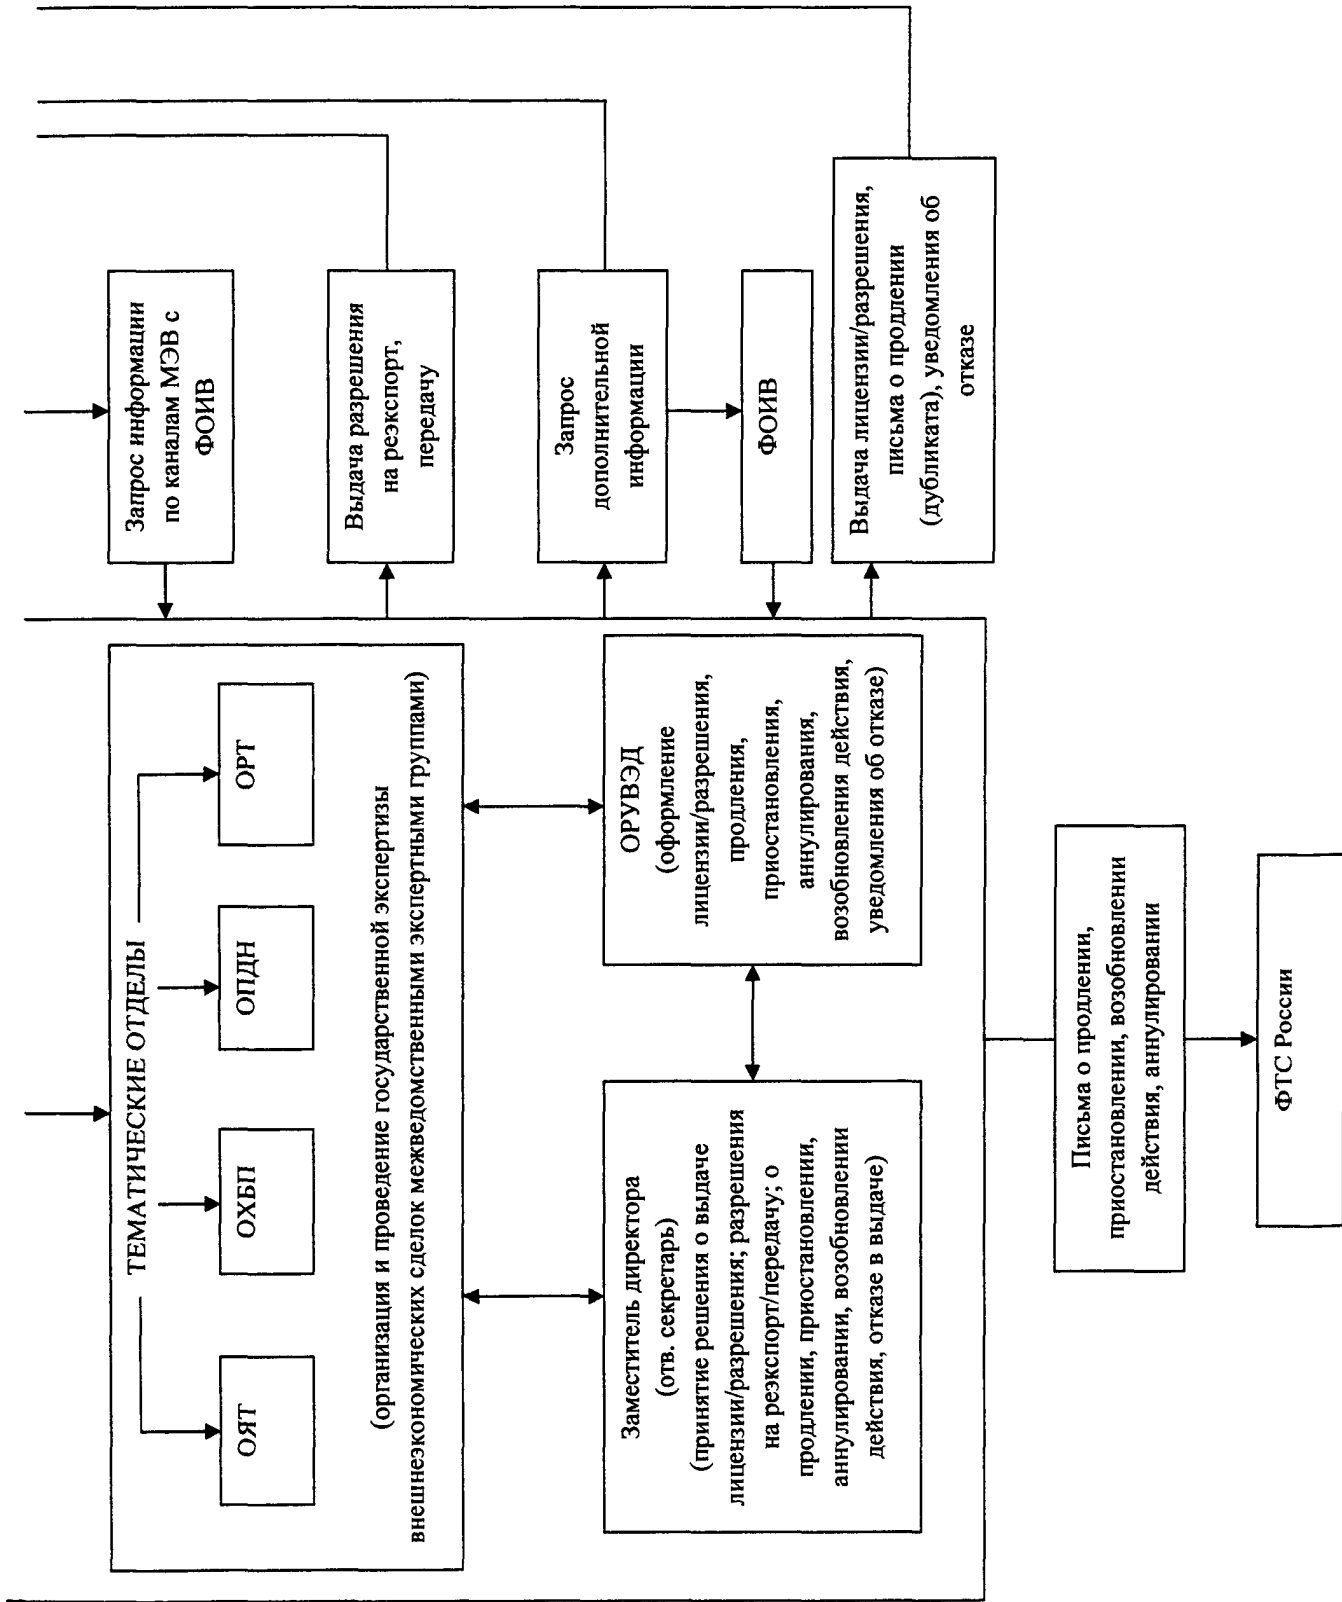 ТЕМАТИЧЕСКИЕ ОТДЕЛЫ
ОЯТ
ОХБП
ОПДН
ОРТ
(организация и проведение государственной экспертизы
внешнеэкономических сделок межведомственными экспертными группами)
Запрос информации
по каналам МЭВ с
ФОИВ
Выдача разрешения
на реэкспорт,
передачу
Заместитель директора
(отв. секретарь)
(принятие решения о выдаче
лицензии/разрешения; разрешения
на реэкспорт/передачу; о
продлении, приостановлении,
аннулировании, возобновлении
действия, отказе в выдаче)
ОРУВЭД
(оформление
лицензии/разрешения,
продления,
приостановления,
аннулирования,
возобновления действия,
уведомления об отказе)
Запрос
дополнительной
информации
ФОИВ
Выдача лицензии/разрешения,
письма о продлении
(дубликата), уведомления об
отказе
Письма о продлении,
приостановлении, возобновлении
действия, аннулировании
ФТС России